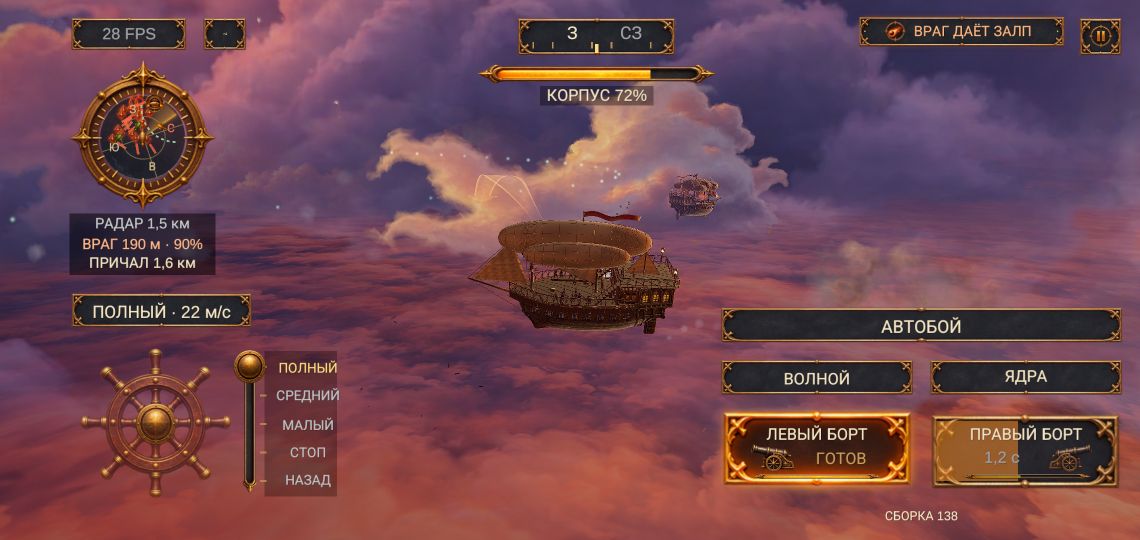 28 FPS
З СЗ
ВРАГ ДАЁТ ЗАЛП
КОРПУС 72%
З
С
Ю
В
РАДАР 1,5 км
ВРАГ 190 м · 90%
ПРИЧАЛ 1,6 км
ПОЛНЫЙ · 22 м/с
ПОЛНЫЙ
СРЕДНИЙ
МАЛЫЙ
СТОП
НАЗАД
АВТОБОЙ
ВОЛНОЙ
ЯДРА
ЛЕВЫЙ БОРТ
ГОТОВ
ПРАВЫЙ БОРТ
1,2 с
СБОРКА 138